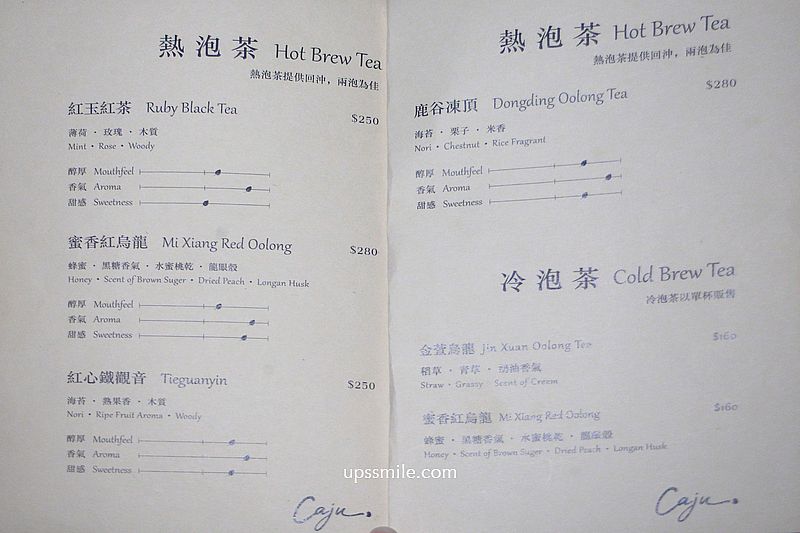 熱泡茶 Hot Brew Tea
熱泡茶提供回沖，兩泡為佳
紅玉紅茶 Ruby Black Tea $250
薄荷・玫瑰・木質
Mint • Rose • Woody
醇厚 Mouthfeel
香氣 Aroma
甜感 Sweetness
蜜香紅烏龍 Mi Xiang Red Oolong $280
蜂蜜・黑糖香氣・水蜜桃乾・龍眼殼
Honey • Scent of Brown Suger • Dried Peach • Longan Husk
醇厚 Mouthfeel
香氣 Aroma
甜感 Sweetness
紅心鐵觀音 Tieguanyin $250
海苔・熟果香・木質
Nori • Ripe Fruit Aroma • Woody
醇厚 Mouthfeel
香氣 Aroma
甜感 Sweetness
Caju
熱泡茶 Hot Brew Tea
熱泡茶提供回沖，兩泡為佳
鹿谷凍頂 Dongding Oolong Tea $280
海苔・栗子・米香
Nori • Chestnut • Rice Fragrant
醇厚 Mouthfeel
香氣 Aroma
甜感 Sweetness
冷泡茶 Cold Brew Tea
冷泡茶以單杯販售
金萱烏龍 Jin Xuan Oolong Tea $160
稻草・青草・奶油香氣
Straw • Grassy Scent of Creem
蜜香紅烏龍 Mi Xiang Red Oolong $160
蜂蜜・黑糖香氣・水蜜桃乾・龍眼殼
Honey • Scent of Brown Suger • Dried Peach • Longan Husk
Caju
upssmile.com